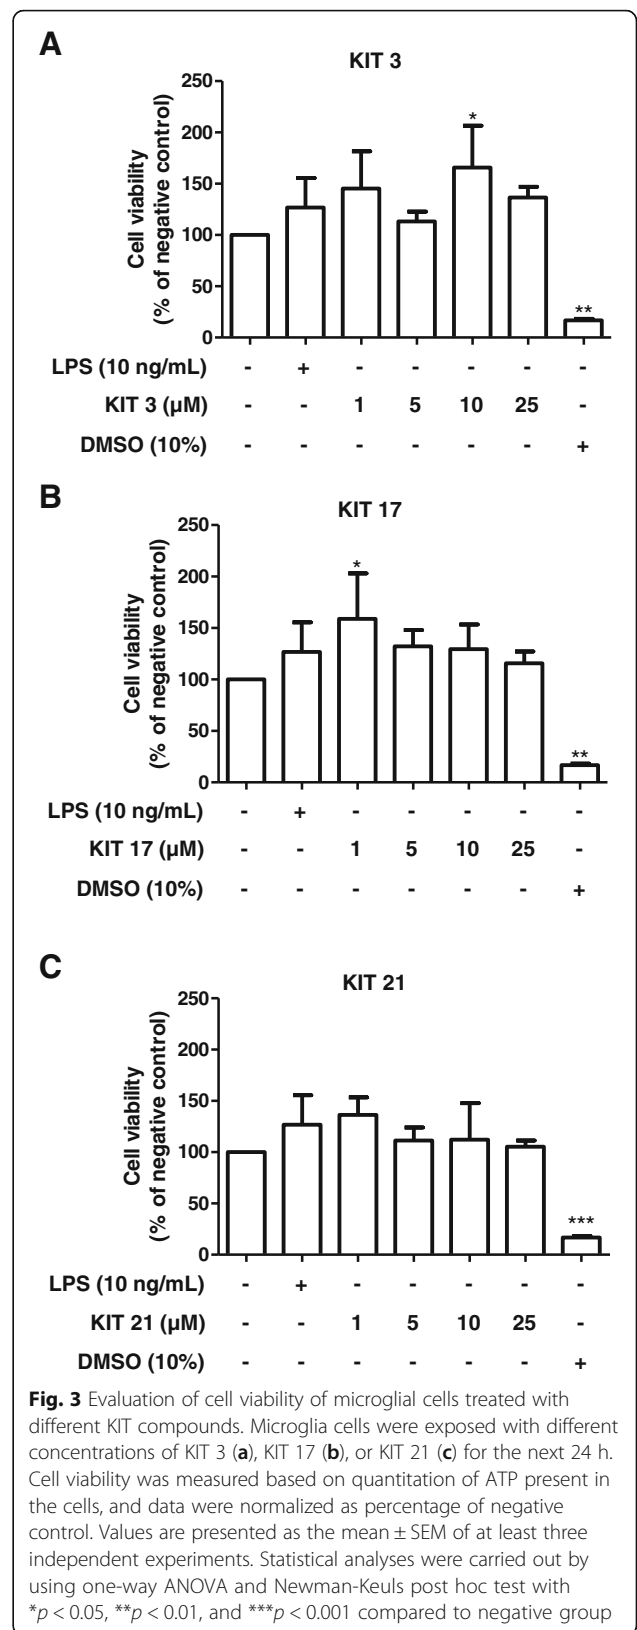 A
KIT 3
250
200
150
100
50
0
Cell viability
(% of negative control)
*
**
LPS (10 ng/mL) - + - - - - -
KIT 3 (µM) - - 1 5 10 25 -
DMSO (10%) - - - - - - +
B
KIT 17
250
200
150
100
50
0
Cell viability
(% of negative control)
*
**
LPS (10 ng/mL) - + - - - - -
KIT 17 (µM) - - 1 5 10 25 -
DMSO (10%) - - - - - - +
C
KIT 21
250
200
150
100
50
0
Cell viability
(% of negative control)
***
LPS (10 ng/mL) - + - - - - -
KIT 21 (µM) - - 1 5 10 25 -
DMSO (10%) - - - - - - +
Fig. 3 Evaluation of cell viability of microglial cells treated with
different KIT compounds. Microglia cells were exposed with different
concentrations of KIT 3 (a), KIT 17 (b), or KIT 21 (c) for the next 24 h.
Cell viability was measured based on quantitation of ATP present in
the cells, and data were normalized as percentage of negative
control. Values are presented as the mean ± SEM of at least three
independent experiments. Statistical analyses were carried out by
using one-way ANOVA and Newman-Keuls post hoc test with
*p < 0.05, **p < 0.01, and ***p < 0.001 compared to negative group